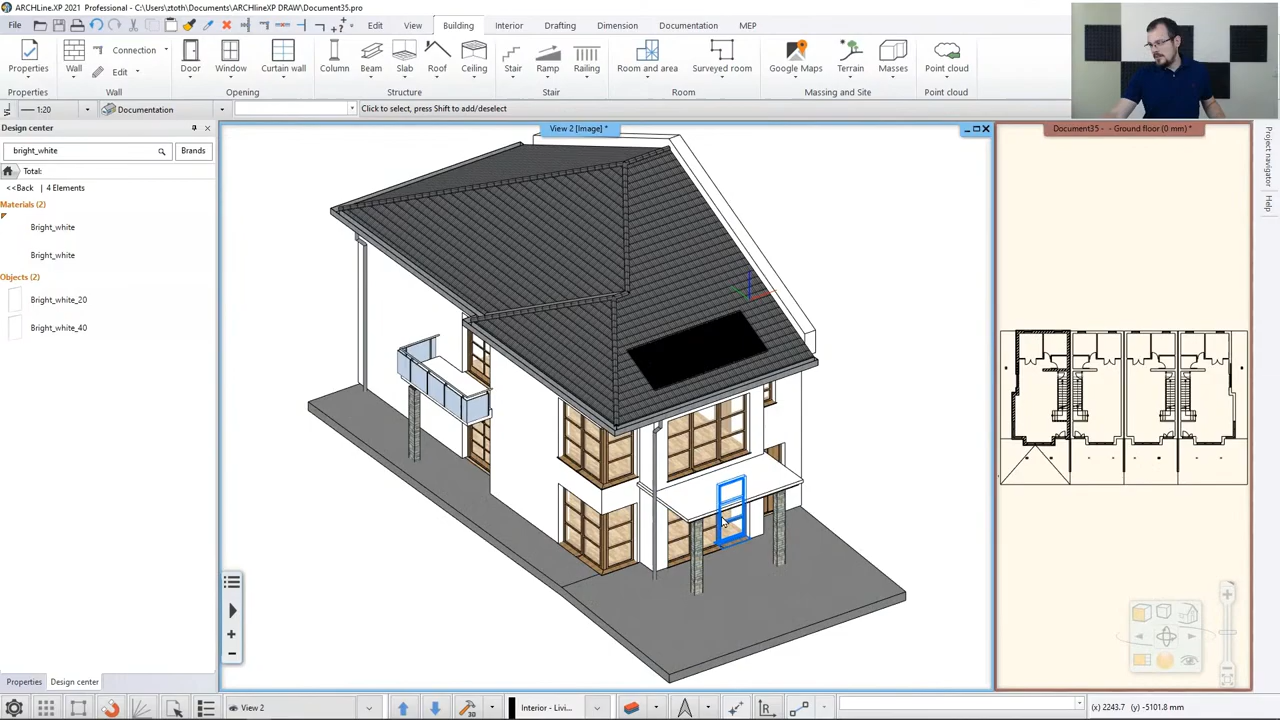 ARCHLine.XP 2021 Professional - C:\Users\ztoth\Documents\ARCHlineXP DRAW\Document35.pro
File
Edit
View
Building
Interior
Drafting
Dimension
Documentation
MEP
Properties
Wall
Connection
Edit
Door
Window
Curtain wall
Column
Beam
Slab
Roof
Ceiling
Stair
Ramp
Railing
Room and area
Surveyed room
Google Maps
Terrain
Masses
Point cloud
Properties
Wall
Opening
Structure
Stair
Room
Massing and Site
Point cloud
1:20
Documentation
Click to select, press Shift to add/deselect
Design center
View 2 [Image] *
Document35 - - Ground floor (0 mm) *
bright_white
Brands
Total:
<<Back | 4 Elements
Materials (2)
Bright_white
Bright_white
Objects (2)
Bright_white_20
Bright_white_40
Project navigator
Help
Properties
Design center
View 2
Interior - Livi...
(x) 2243.7 (y) -5101.8 mm)